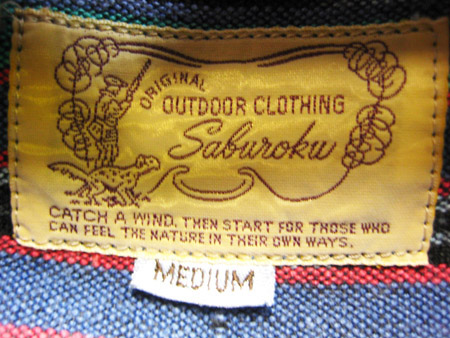 ORIGINAL
OUTDOOR CLOTHING
Saburoku
CATCH A WIND, THEN START FOR THOSE WHO
CAN FEEL THE NATURE IN THEIR OWN WAYS.
MEDIUM